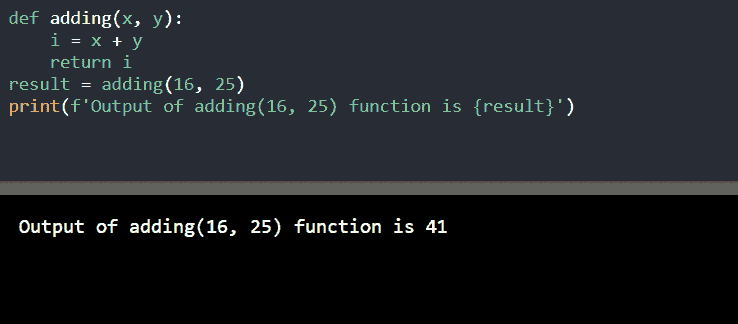 def adding(x, y):
    i = x + y
    return i
result = adding(16, 25)
print(f'Output of adding(16, 25) function is {result}')
Output of adding(16, 25) function is 41